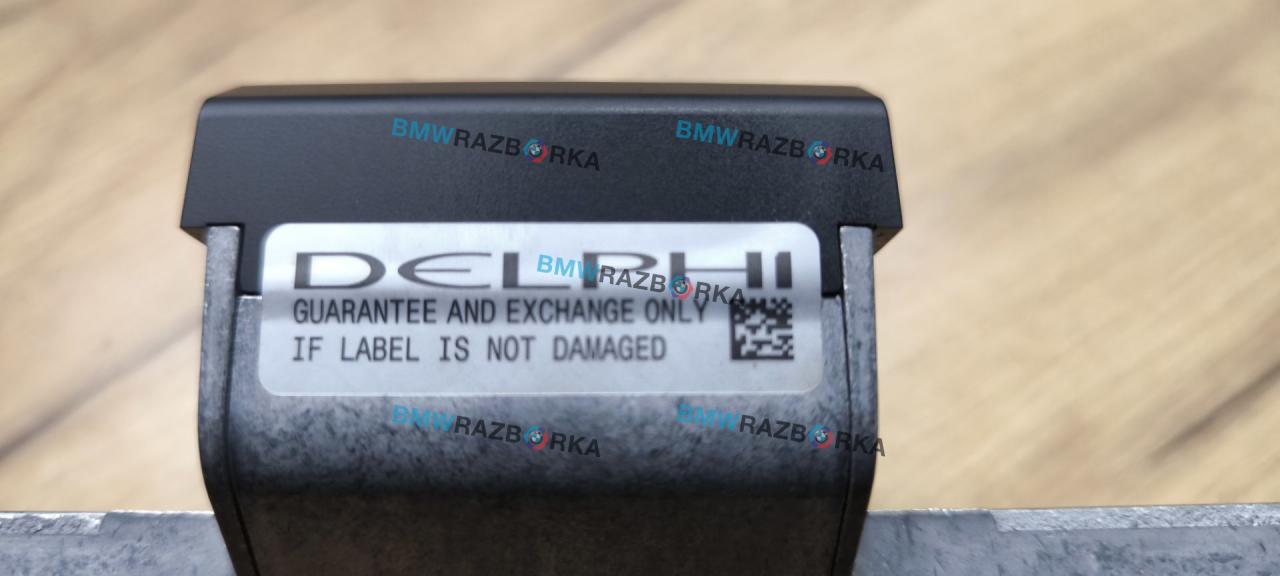 BMWRAZBORKA BMWRAZBORKA
DELPHI
BMWRAZBORKA
GUARANTEE AND EXCHANGE ONLY
IF LABEL IS NOT DAMAGED
BMWRAZBORKA BMWRAZBORKA